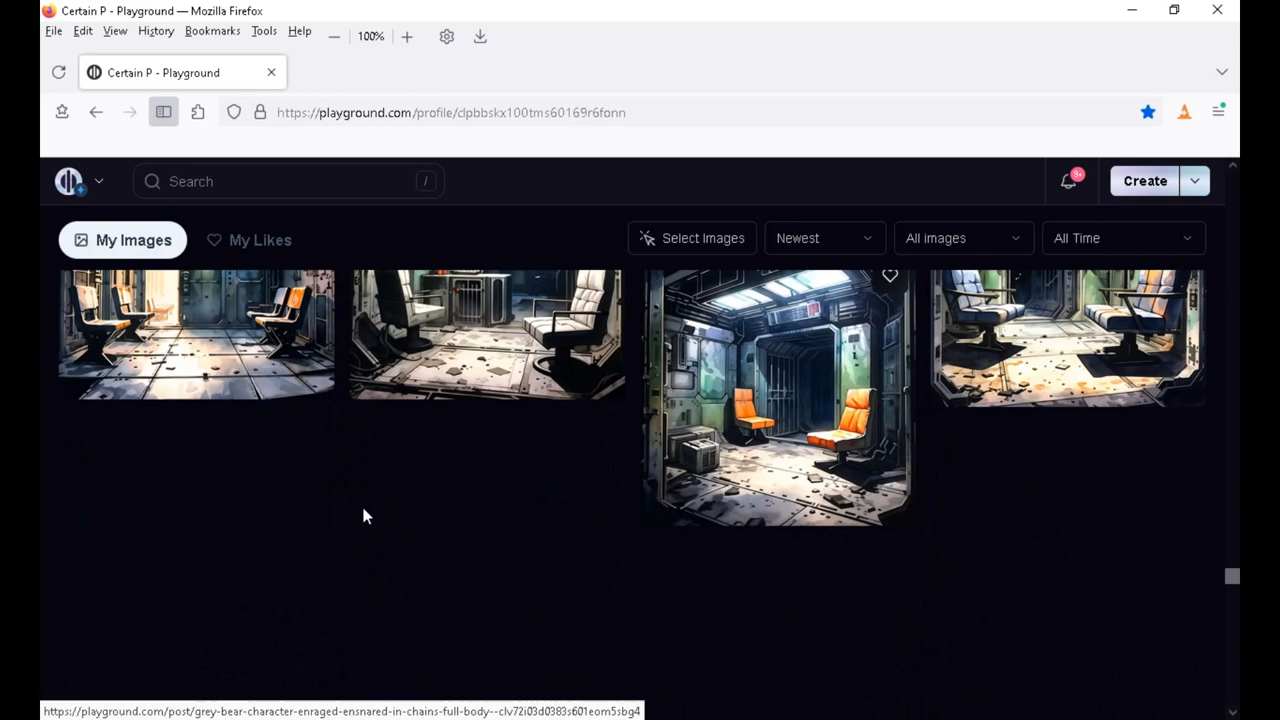 Certain P - Playground — Mozilla Firefox
File Edit View History Bookmarks Tools Help
100%
Certain P - Playground
https://playground.com/profile/clpbbskx100tms60169r6fonn
Search /
9+
Create
My Images My Likes
Select Images Newest All images All Time
https://playground.com/post/grey-bear-character-enraged-ensnared-in-chains-full-body--clv72i03d0383s601eom5sbg4